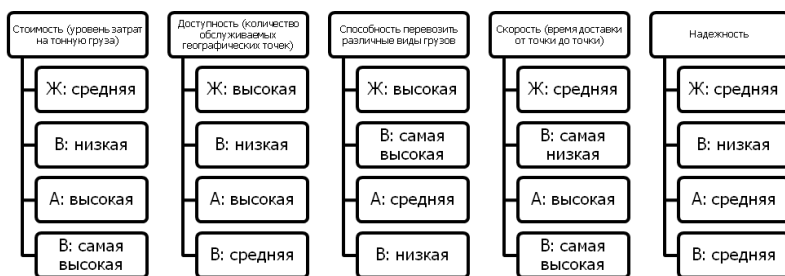 Стоимость (уровень затрат
на тонную груза)
Ж: средняя
В: низкая
А: высокая
В: самая
высокая
Доступность (количество
обслуживаемых
географических точек)
Ж: высокая
В: низкая
А: высокая
В: средняя
Способность перевозить
различные виды грузов
Ж: высокая
В: самая
высокая
А: средняя
В: низкая
Скорость (время доставки
от точки до точки)
Ж: средняя
В: самая
низкая
А: высокая
В: самая
высокая
Надежность
Ж: средняя
В: низкая
А: средняя
В: средняя